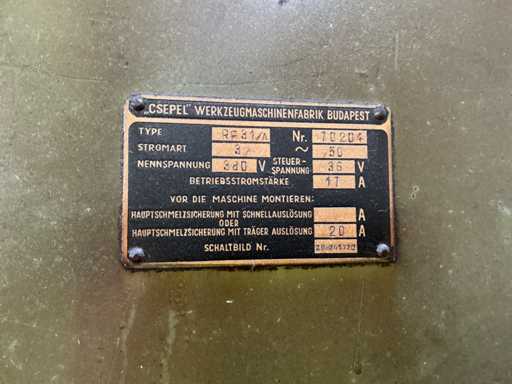 „CSEPEL" WERKZEUGMASCHINENFABRIK BUDAPEST
TYPE RF31/A Nr. 70204
STROMART 3 ~ 50
NENNSPANNUNG 380 V STEUER-SPANNUNG 36 V
BETRIEBSSTROMSTÄRKE 17 A
VOR DIE MASCHINE MONTIEREN:
HAUPTSCHMELZSICHERUNG MIT SCHNELLAUSLÖSUNG A
ODER
HAUPTSCHMELZSICHERUNG MIT TRÄGER AUSLÖSUNG 20 A
SCHALTBILD Nr.